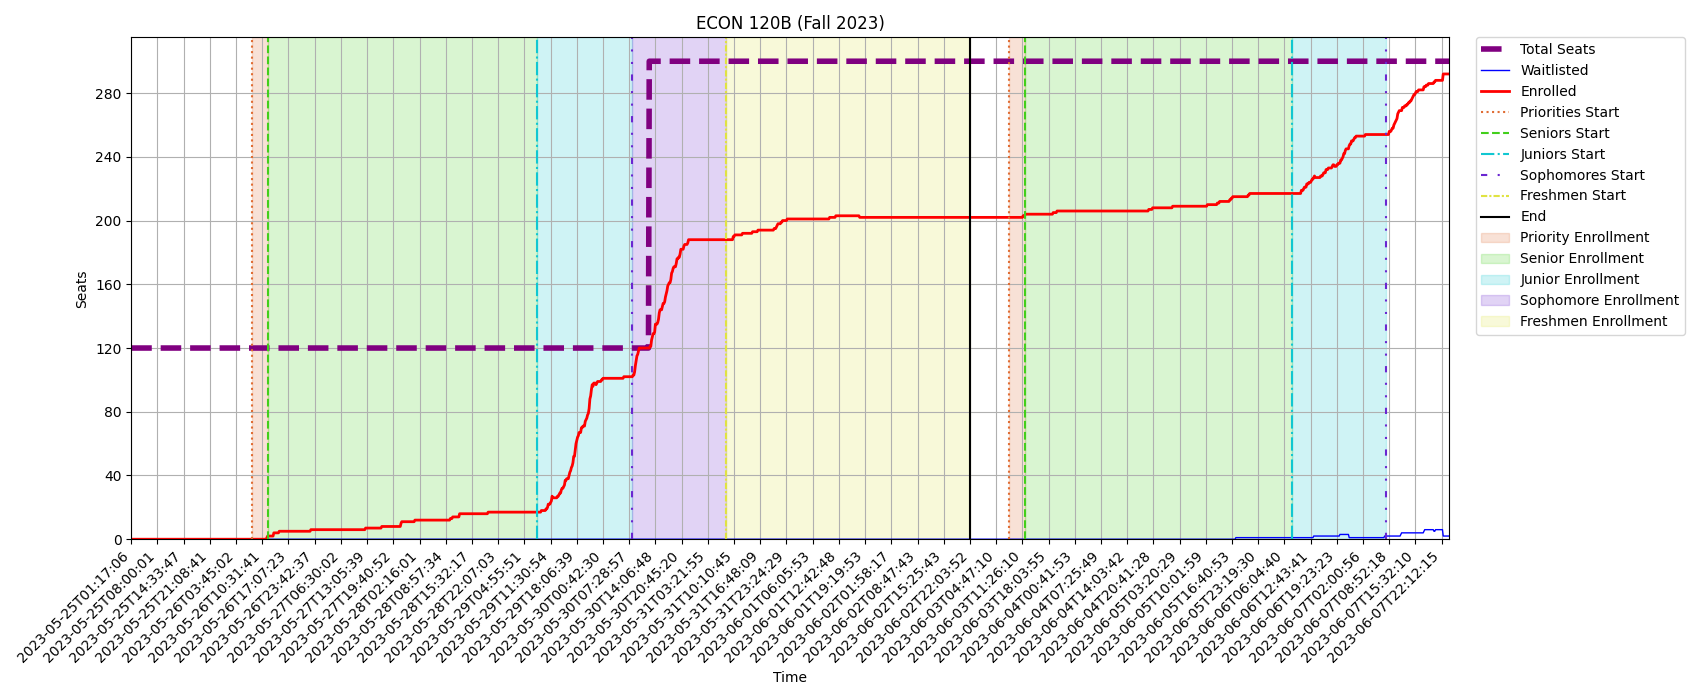 ECON 120B (Fall 2023)
Seats
280
240
200
160
120
80
40
0
2023-05-25T01:17:06
2023-05-25T08:00:01
2023-05-25T14:33:47
2023-05-25T21:08:41
2023-05-26T03:45:02
2023-05-26T10:31:41
2023-05-26T17:07:23
2023-05-26T23:42:37
2023-05-27T06:30:02
2023-05-27T13:05:39
2023-05-27T19:40:52
2023-05-28T02:16:01
2023-05-28T08:57:34
2023-05-28T15:32:17
2023-05-28T22:07:03
2023-05-29T04:55:51
2023-05-29T11:30:54
2023-05-29T18:06:39
2023-05-30T00:42:30
2023-05-30T07:28:57
2023-05-30T14:06:48
2023-05-30T20:45:20
2023-05-31T03:21:55
2023-05-31T10:10:45
2023-05-31T16:48:09
2023-05-31T23:24:29
2023-06-01T06:05:53
2023-06-01T12:42:48
2023-06-01T19:19:53
2023-06-02T01:58:17
2023-06-02T08:47:43
2023-06-02T15:25:43
2023-06-02T22:03:52
2023-06-03T04:47:10
2023-06-03T11:26:10
2023-06-03T18:03:55
2023-06-04T00:41:53
2023-06-04T07:25:49
2023-06-04T14:03:42
2023-06-04T20:41:28
2023-06-05T03:20:29
2023-06-05T10:01:59
2023-06-05T16:40:53
2023-06-05T23:19:30
2023-06-06T06:04:40
2023-06-06T12:43:41
2023-06-06T19:23:23
2023-06-07T02:00:56
2023-06-07T08:52:18
2023-06-07T15:32:10
2023-06-07T22:12:15
Time
Total Seats
Waitlisted
Enrolled
Priorities Start
Seniors Start
Juniors Start
Sophomores Start
Freshmen Start
End
Priority Enrollment
Senior Enrollment
Junior Enrollment
Sophomore Enrollment
Freshmen Enrollment